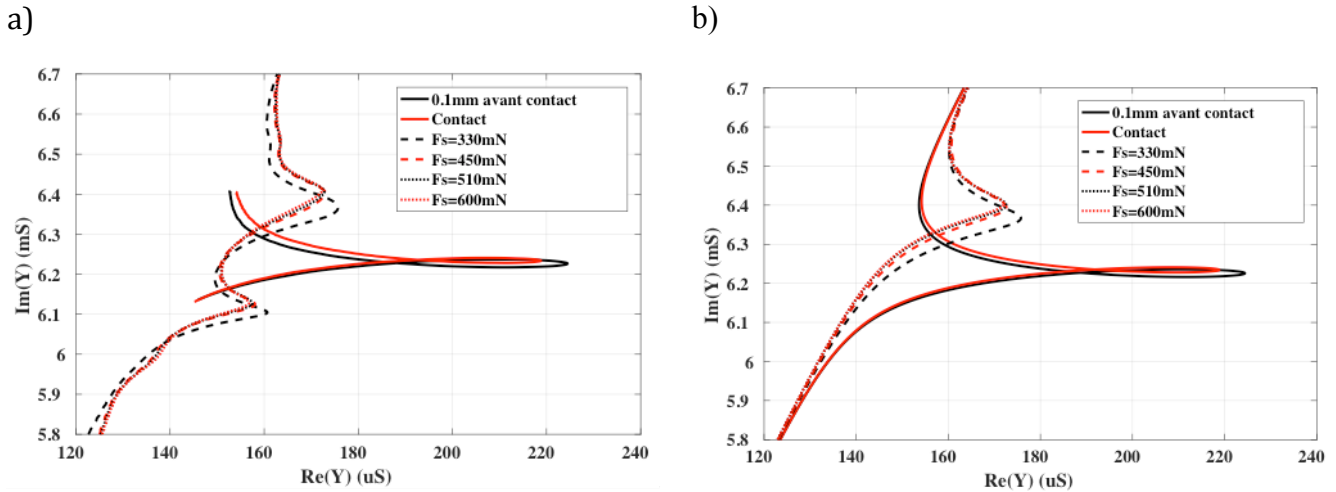 a)
6.7
6.6
6.5
6.4
6.3
6.2
6.1
6
5.9
5.8
Im(Y) (mS)
0.1mm avant contact
Contact
Fs=330mN
Fs=450mN
Fs=510mN
Fs=600mN
120 140 160 180 200 220 240
Re(Y) (uS)
b)
6.7
6.6
6.5
6.4
6.3
6.2
6.1
6
5.9
5.8
Im(Y) (mS)
0.1mm avant contact
Contact
Fs=330mN
Fs=450mN
Fs=510mN
Fs=600mN
120 140 160 180 200 220 240
Re(Y) (uS)